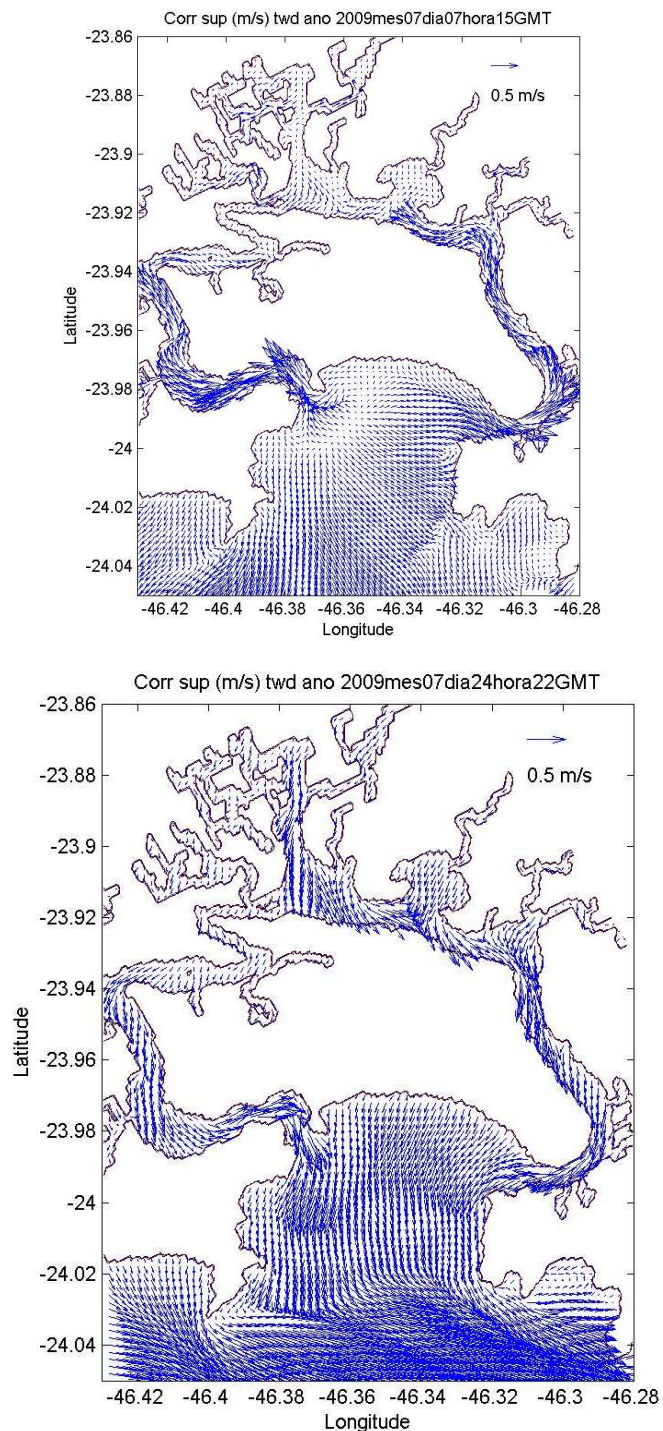 Corr sup (m/s) twd ano 2009mes07dia07hora15GMT
-23.86
-23.88
-23.9
-23.92
-23.94
-23.96
-23.98
-24
-24.02
-24.04
Latitude
0.5 m/s
-46.42 -46.4 -46.38 -46.36 -46.34 -46.32 -46.3 -46.28
Longitude
Corr sup (m/s) twd ano 2009mes07dia24hora22GMT
-23.86
-23.88
-23.9
-23.92
-23.94
-23.96
-23.98
-24
-24.02
-24.04
Latitude
0.5 m/s
-46.42 -46.4 -46.38 -46.36 -46.34 -46.32 -46.3 -46.28
Longitude